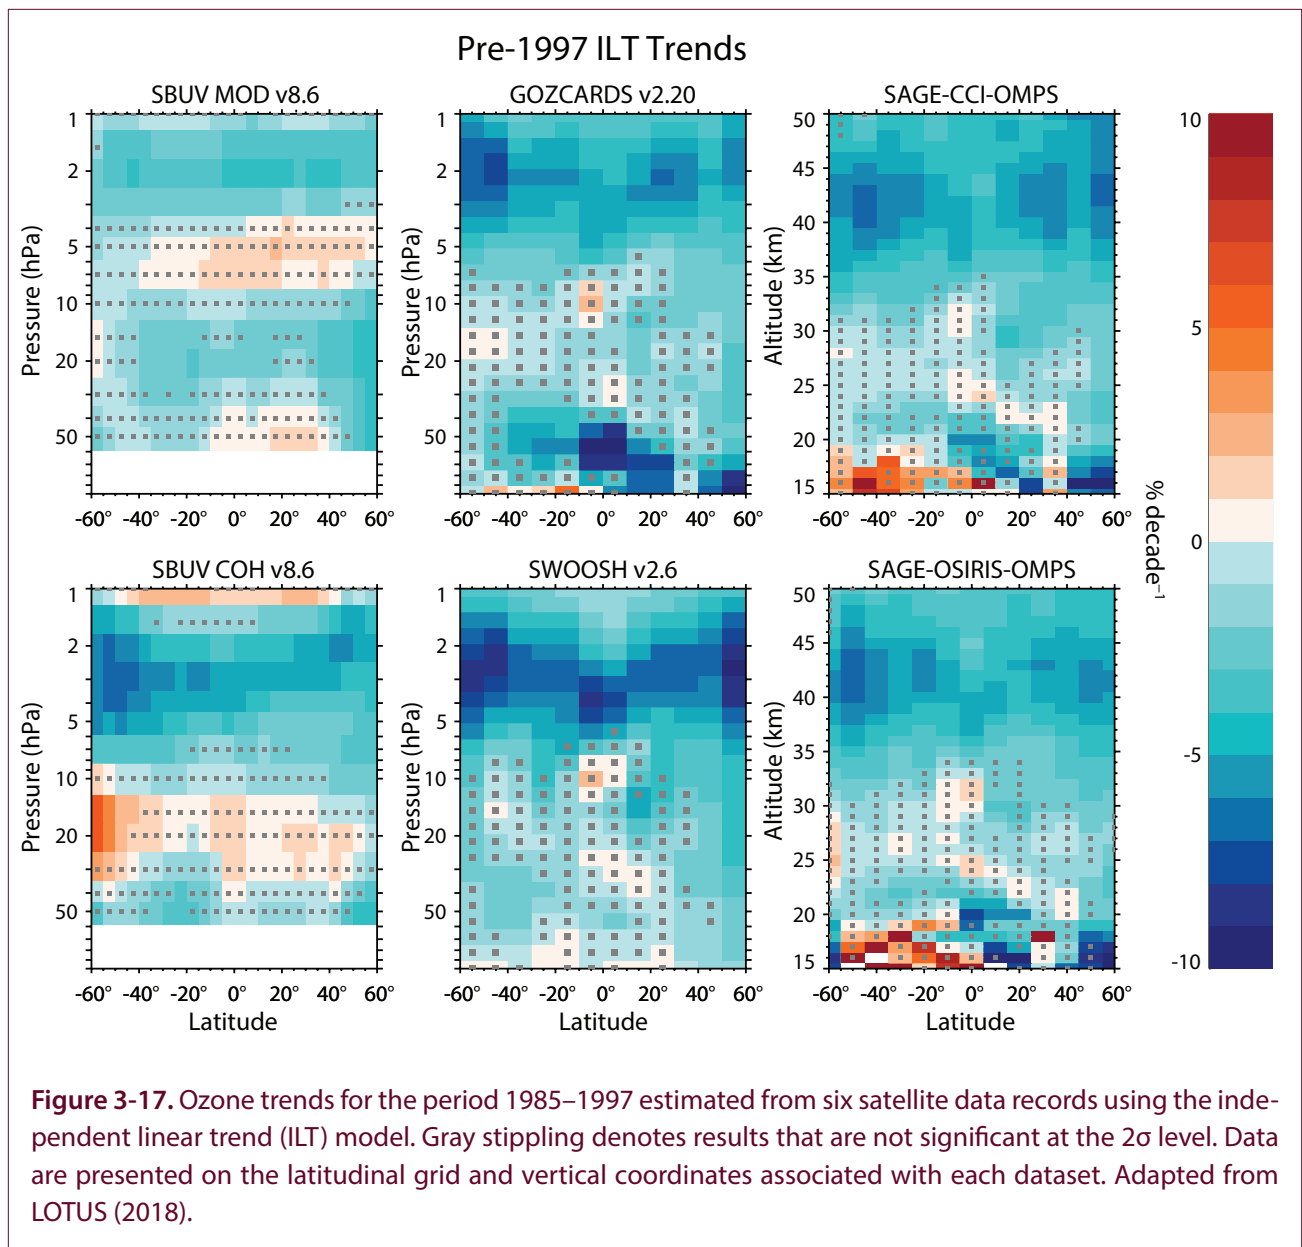 Pre-1997 ILT Trends
SBUV MOD v8.6
GOZCARDS v2.20
SAGE-CCI-OMPS
-60° -40° -20° 0° 20° 40° 60°
-60° -40° -20° 0° 20° 40° 60°
-60° -40° -20° 0° 20° 40° 60°
Pressure (hPa)
1
2
5
10
20
50
Pressure (hPa)
1
2
5
10
20
50
Altitude (km)
50
45
40
35
30
25
20
15
SBUV COH v8.6
SWOOSH v2.6
SAGE-OSIRIS-OMPS
Pressure (hPa)
1
2
5
10
20
50
Pressure (hPa)
1
2
5
10
20
50
Altitude (km)
50
45
40
35
30
25
20
15
-60° -40° -20° 0° 20° 40° 60°
-60° -40° -20° 0° 20° 40° 60°
-60° -40° -20° 0° 20° 40° 60°
Latitude
Latitude
Latitude
10
5
0
-5
-10
% decade⁻¹
Figure 3-17. Ozone trends for the period 1985–1997 estimated from six satellite data records using the inde-
pendent linear trend (ILT) model. Gray stippling denotes results that are not significant at the 2σ level. Data
are presented on the latitudinal grid and vertical coordinates associated with each dataset. Adapted from
LOTUS (2018).